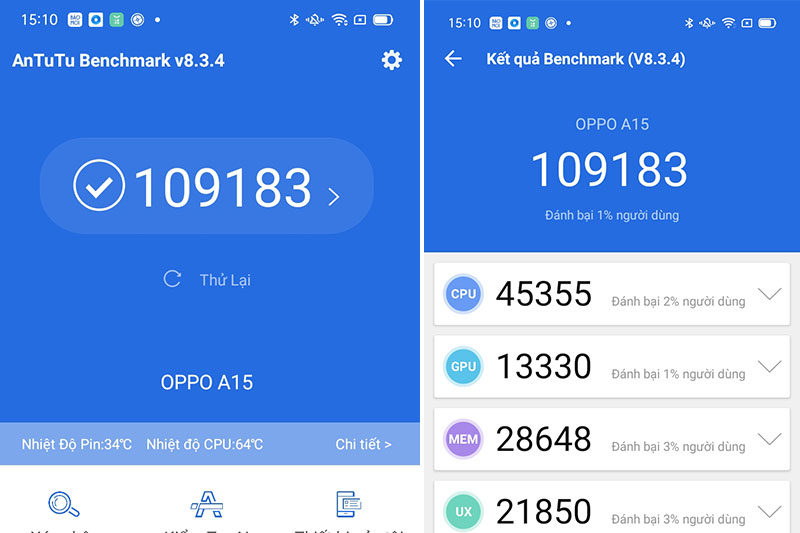 15:10
AnTuTu Benchmark v8.3.4
109183
Thử Lại
OPPO A15
Nhiệt Độ Pin:34℃ Nhiệt độ CPU:64℃ Chi tiết >
15:10
Kết quả Benchmark (V8.3.4)
OPPO A15
109183
Đánh bại 1% người dùng
CPU 45355 Đánh bại 2% người dùng
GPU 13330 Đánh bại 1% người dùng
MEM 28648 Đánh bại 3% người dùng
UX 21850 Đánh bại 3% người dùng